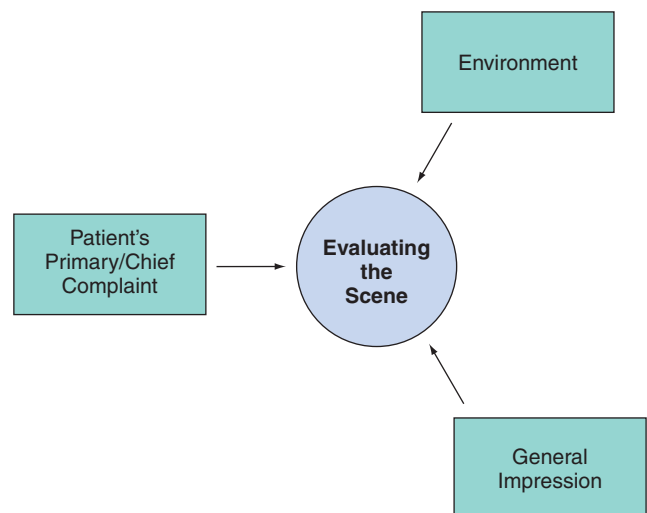 Environment
Patient's
Primary/Chief
Complaint
Evaluating
the
Scene
General
Impression